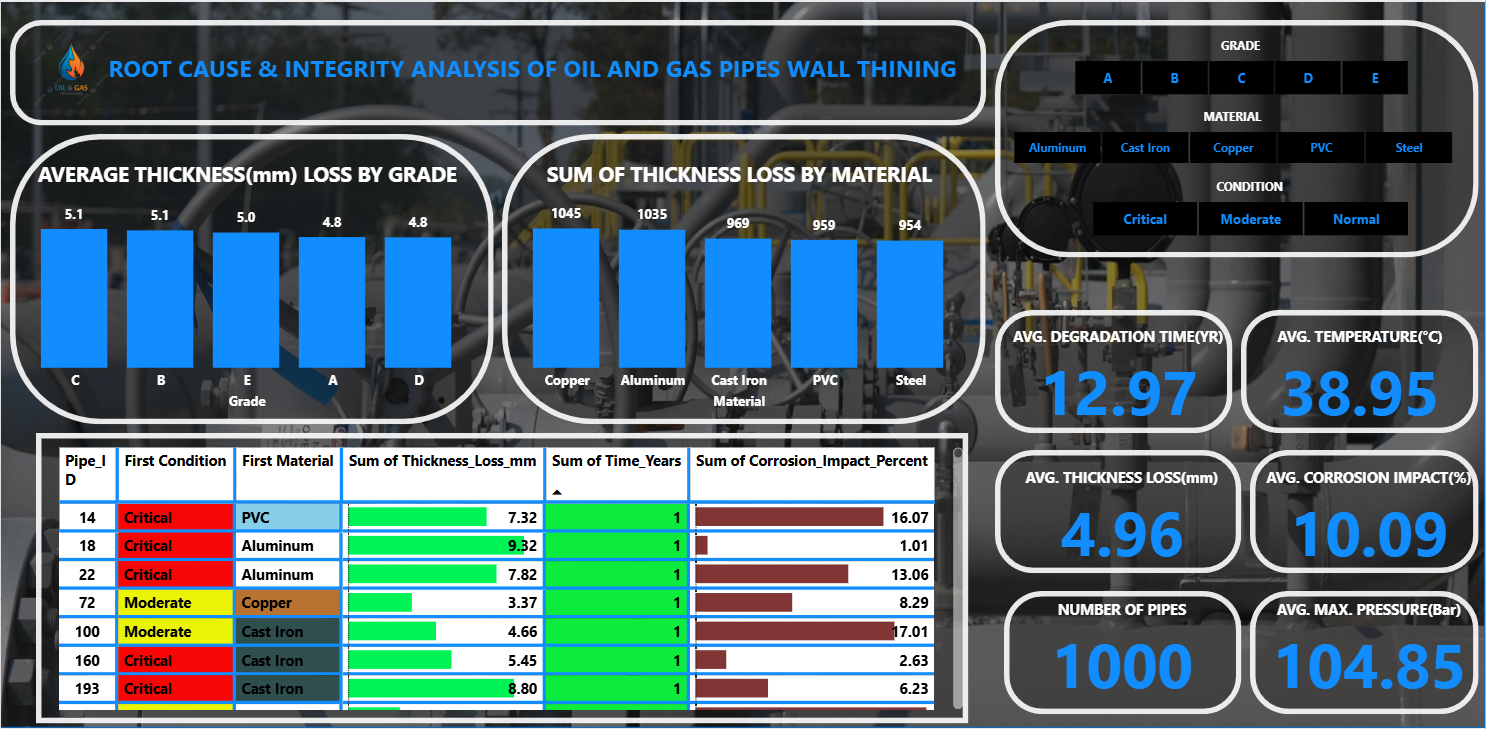 OIL & GAS
ROOT CAUSE & INTEGRITY ANALYSIS OF OIL AND GAS PIPES WALL THINING
GRADE
A B C D E
MATERIAL
Aluminum Cast Iron Copper PVC Steel
CONDITION
Critical Moderate Normal
AVERAGE THICKNESS(mm) LOSS BY GRADE
5.1 5.1 5.0 4.8 4.8
C B E A D
Grade
SUM OF THICKNESS LOSS BY MATERIAL
1045 1035 969 959 954
Copper Aluminum Cast Iron PVC Steel
Material
AVG. DEGRADATION TIME(YR)
12.97
AVG. TEMPERATURE(°C)
38.95
AVG. THICKNESS LOSS(mm)
4.96
AVG. CORROSION IMPACT(%)
10.09
NUMBER OF PIPES
1000
AVG. MAX. PRESSURE(Bar)
104.85
Pipe_I
D
First Condition First Material Sum of Thickness_Loss_mm Sum of Time_Years Sum of Corrosion_Impact_Percent
14 Critical PVC 7.32 1 16.07
18 Critical Aluminum 9.32 1 1.01
22 Critical Aluminum 7.82 1 13.06
72 Moderate Copper 3.37 1 8.29
100 Moderate Cast Iron 4.66 1 17.01
160 Critical Cast Iron 5.45 1 2.63
193 Critical Cast Iron 8.80 1 6.23